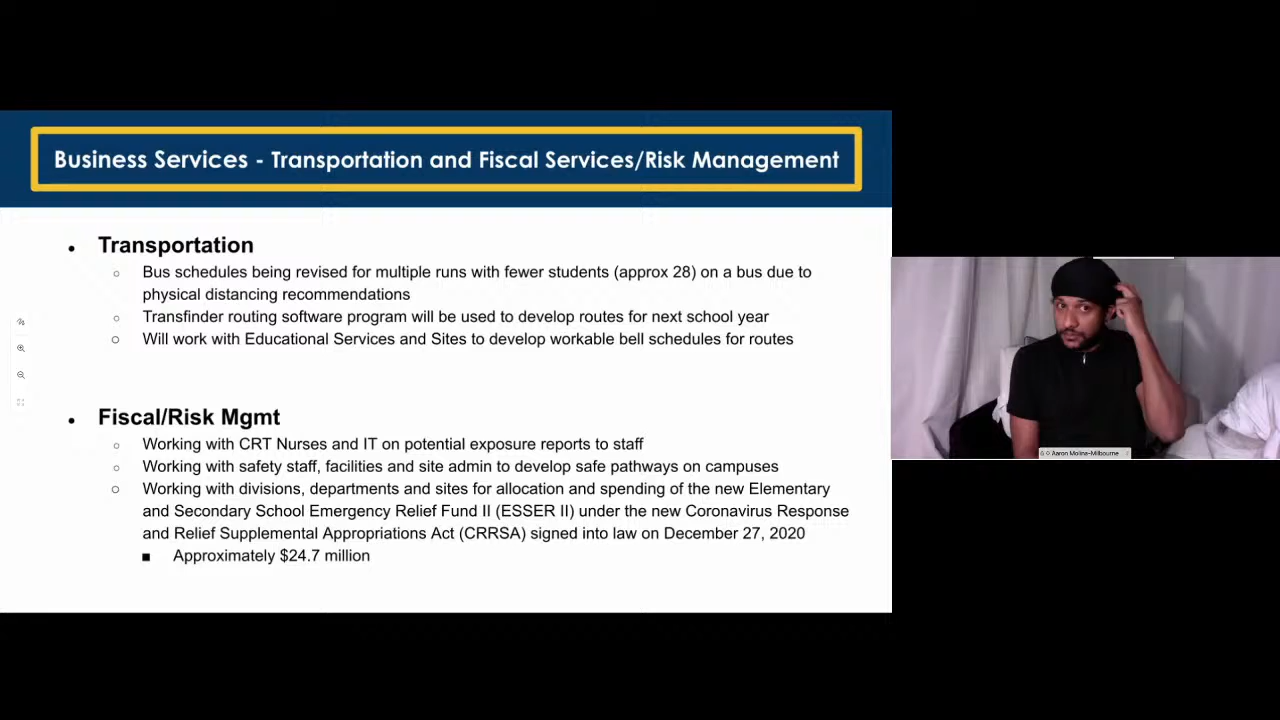 Business Services - Transportation and Fiscal Services/Risk Management
• Transportation
○ Bus schedules being revised for multiple runs with fewer students (approx 28) on a bus due to
physical distancing recommendations
○ Transfinder routing software program will be used to develop routes for next school year
○ Will work with Educational Services and Sites to develop workable bell schedules for routes
• Fiscal/Risk Mgmt
○ Working with CRT Nurses and IT on potential exposure reports to staff
○ Working with safety staff, facilities and site admin to develop safe pathways on campuses
○ Working with divisions, departments and sites for allocation and spending of the new Elementary
and Secondary School Emergency Relief Fund II (ESSER II) under the new Coronavirus Response
and Relief Supplemental Appropriations Act (CRRSA) signed into law on December 27, 2020
■ Approximately $24.7 million
Aaron Molina-Milbourne